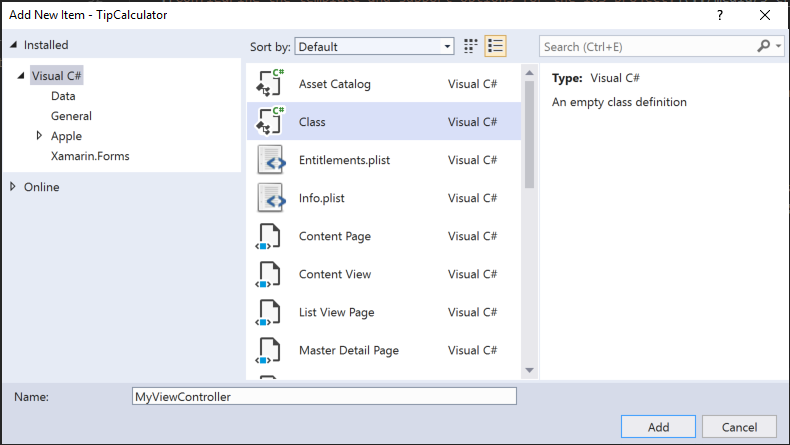 Add New Item - TipCalculator
Installed
Sort by: Default
Search (Ctrl+E)
Visual C#
Data
General
Apple
Xamarin.Forms
Online
C# Asset Catalog Visual C#
C# Class Visual C#
Entitlements.plist Visual C#
Info.plist Visual C#
Content Page Visual C#
Content View Visual C#
List View Page Visual C#
Master Detail Page Visual C#
Type: Visual C#
An empty class definition
Name: MyViewController
Add Cancel